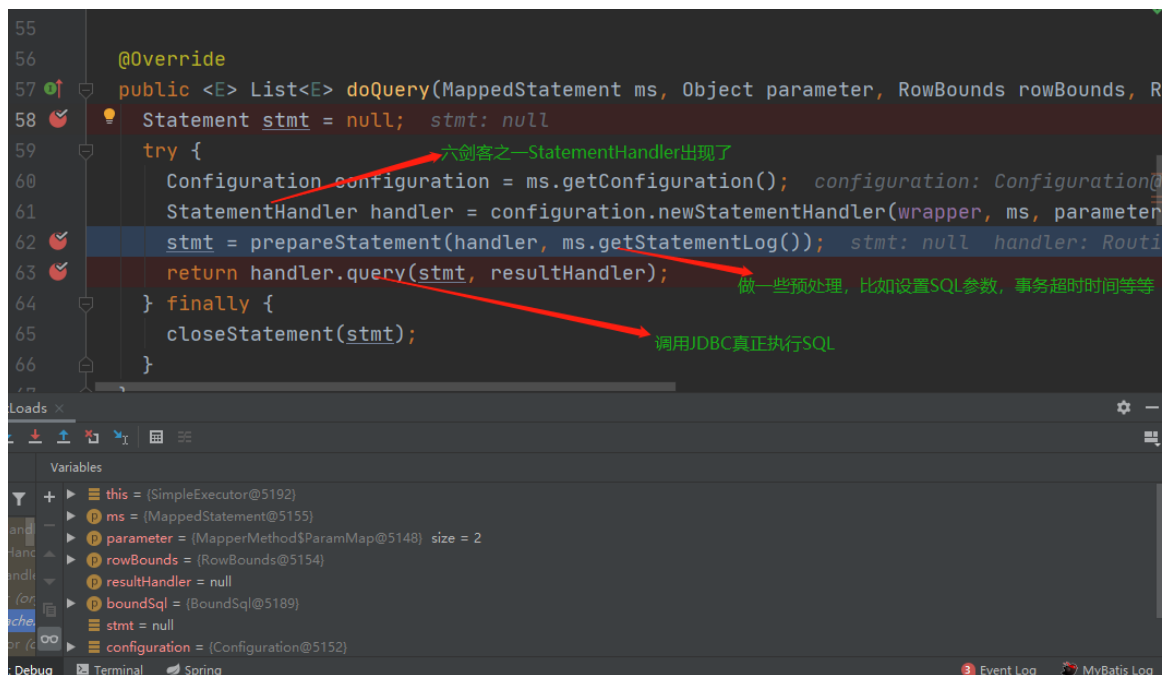 55
56 @Override
57 public <E> List<E> doQuery(MappedStatement ms, Object parameter, RowBounds rowBounds, R
58 Statement stmt = null; stmt: null
59 try {
六剑客之一StatementHandler出现了
60 Configuration configuration = ms.getConfiguration(); configuration: Configuration@
61 StatementHandler handler = configuration.newStatementHandler(wrapper, ms, parameter
62 stmt = prepareStatement(handler, ms.getStatementLog()); stmt: null handler: Routi
63 return handler.query(stmt, resultHandler);
做一些预处理，比如设置SQL参数，事务超时时间等等
64 } finally {
65 closeStatement(stmt);
调用JDBC真正执行SQL
66 }
Loads
Variables
this = {SimpleExecutor@5192}
ms = {MappedStatement@5155}
parameter = {MapperMethod$ParamMap@5148} size = 2
rowBounds = {RowBounds@5154}
resultHandler = null
boundSql = {BoundSql@5189}
stmt = null
configuration = {Configuration@5152}
Debug Terminal Spring 3 Event Log MyBatis Log